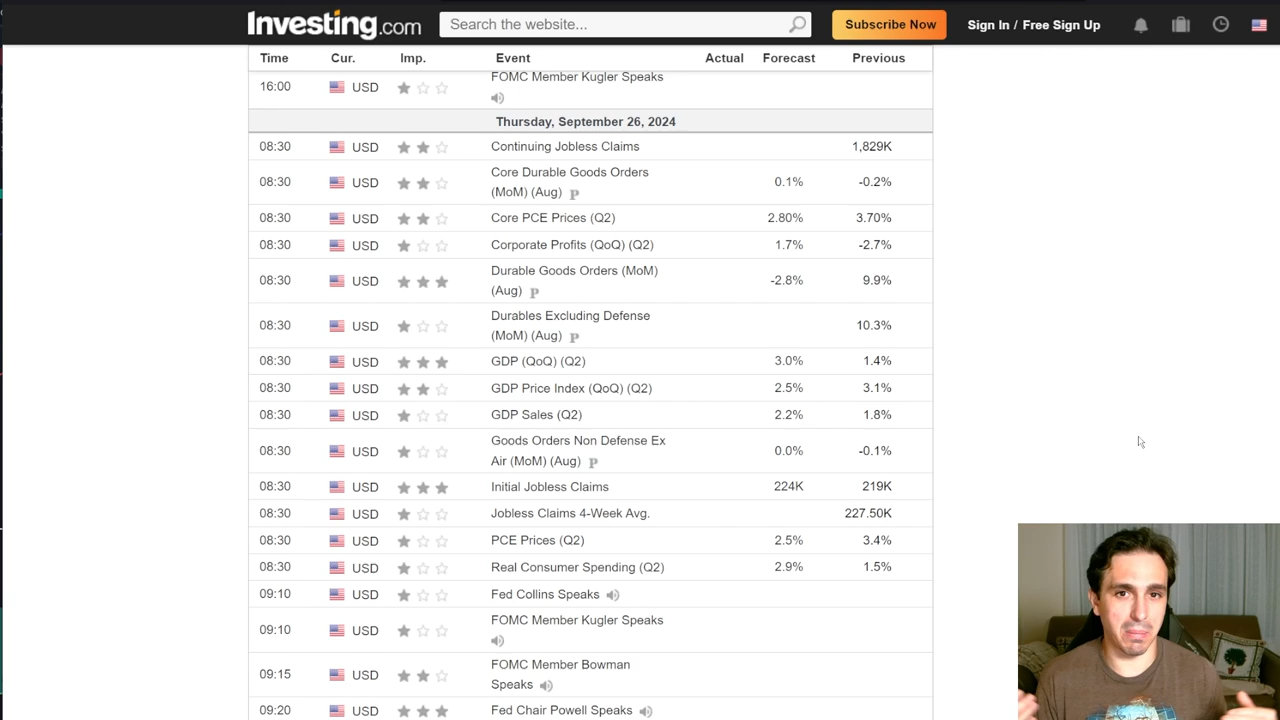 Investing.com
Search the website...
Subscribe Now
Sign In / Free Sign Up
Time Cur. Imp. Event Actual Forecast Previous
16:00 USD FOMC Member Kugler Speaks
Thursday, September 26, 2024
08:30 USD Continuing Jobless Claims 1,829K
08:30 USD Core Durable Goods Orders 0.1% -0.2%
(MoM) (Aug) P
08:30 USD Core PCE Prices (Q2) 2.80% 3.70%
08:30 USD Corporate Profits (QoQ) (Q2) 1.7% -2.7%
08:30 USD Durable Goods Orders (MoM) -2.8% 9.9%
(Aug) P
08:30 USD Durables Excluding Defense 10.3%
(MoM) (Aug) P
08:30 USD GDP (QoQ) (Q2) 3.0% 1.4%
08:30 USD GDP Price Index (QoQ) (Q2) 2.5% 3.1%
08:30 USD GDP Sales (Q2) 2.2% 1.8%
08:30 USD Goods Orders Non Defense Ex 0.0% -0.1%
Air (MoM) (Aug) P
08:30 USD Initial Jobless Claims 224K 219K
08:30 USD Jobless Claims 4-Week Avg. 227.50K
08:30 USD PCE Prices (Q2) 2.5% 3.4%
08:30 USD Real Consumer Spending (Q2) 2.9% 1.5%
09:10 USD Fed Collins Speaks
09:10 USD FOMC Member Kugler Speaks
09:15 USD FOMC Member Bowman
Speaks
09:20 USD Fed Chair Powell Speaks